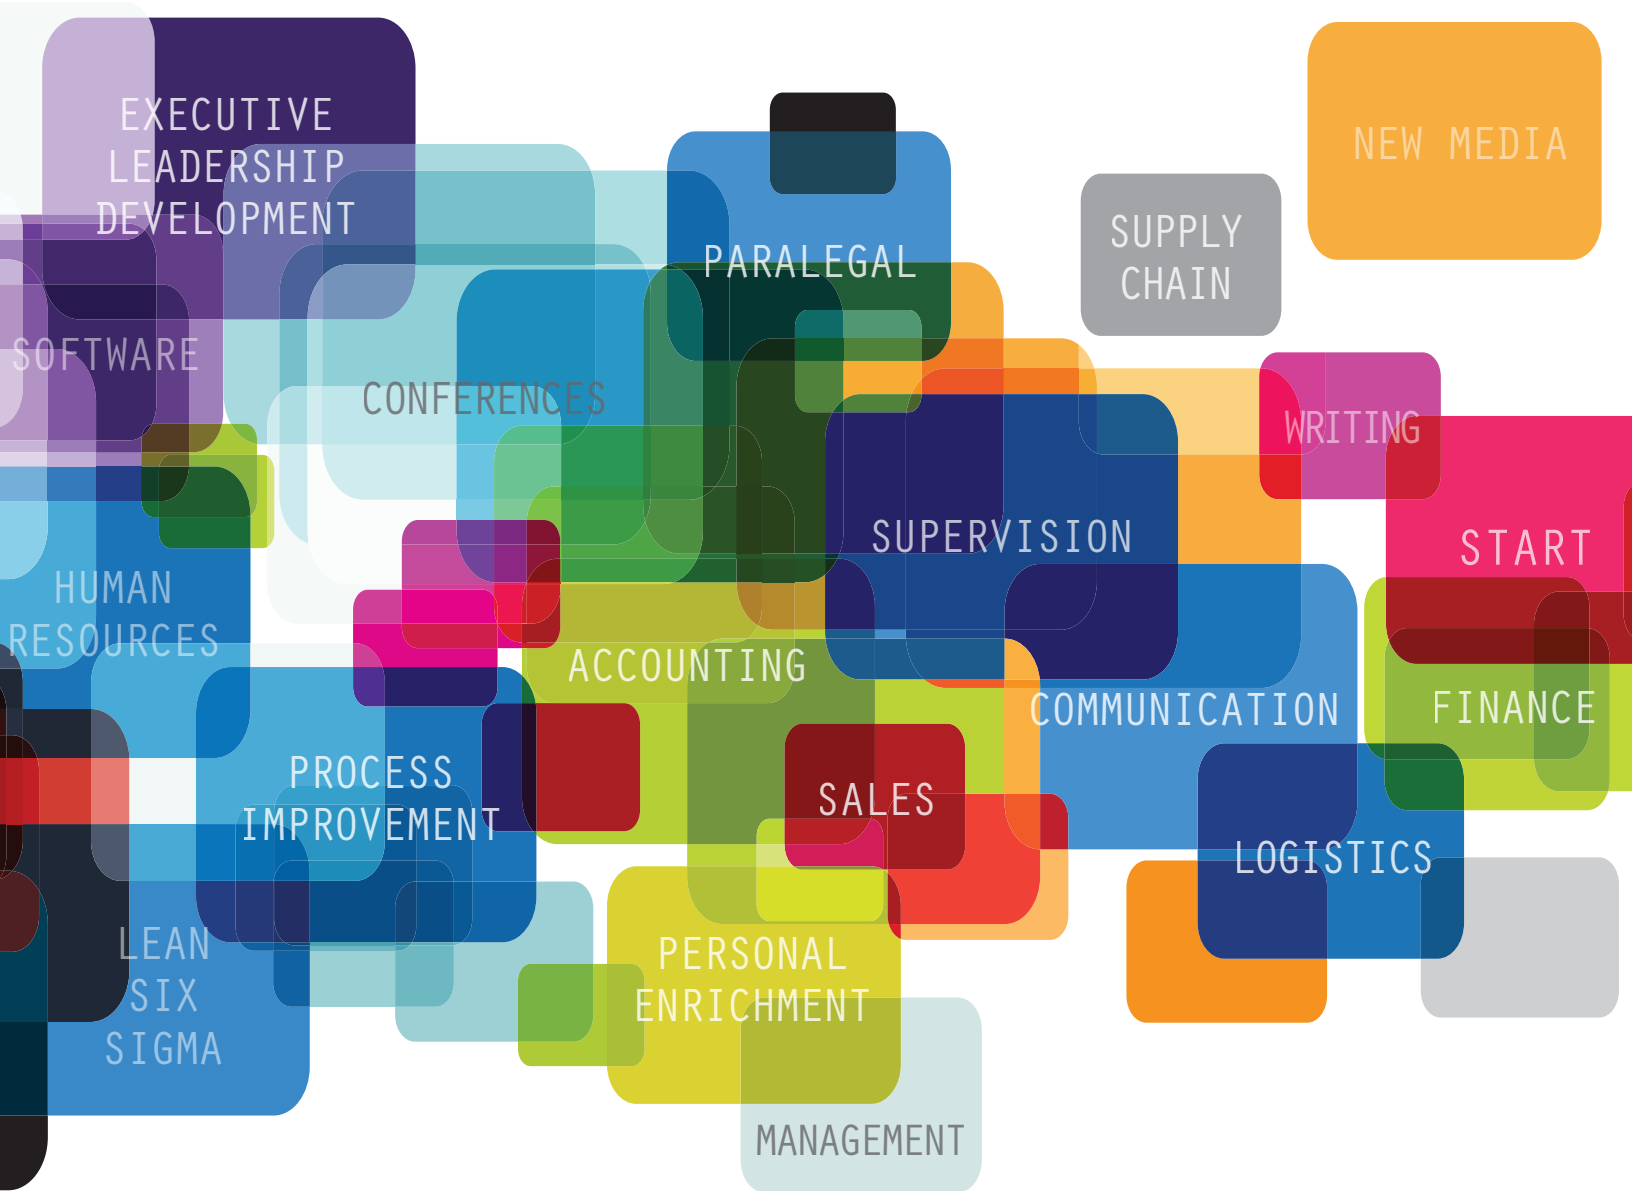 EXECUTIVE
LEADERSHIP
DEVELOPMENT
NEW MEDIA
SUPPLY
CHAIN
PARALEGAL
SOFTWARE
CONFERENCES
WRITING
SUPERVISION
START
HUMAN
RESOURCES
ACCOUNTING
COMMUNICATION
FINANCE
PROCESS
IMPROVEMENT
SALES
LOGISTICS
LEAN
SIX
SIGMA
PERSONAL
ENRICHMENT
MANAGEMENT